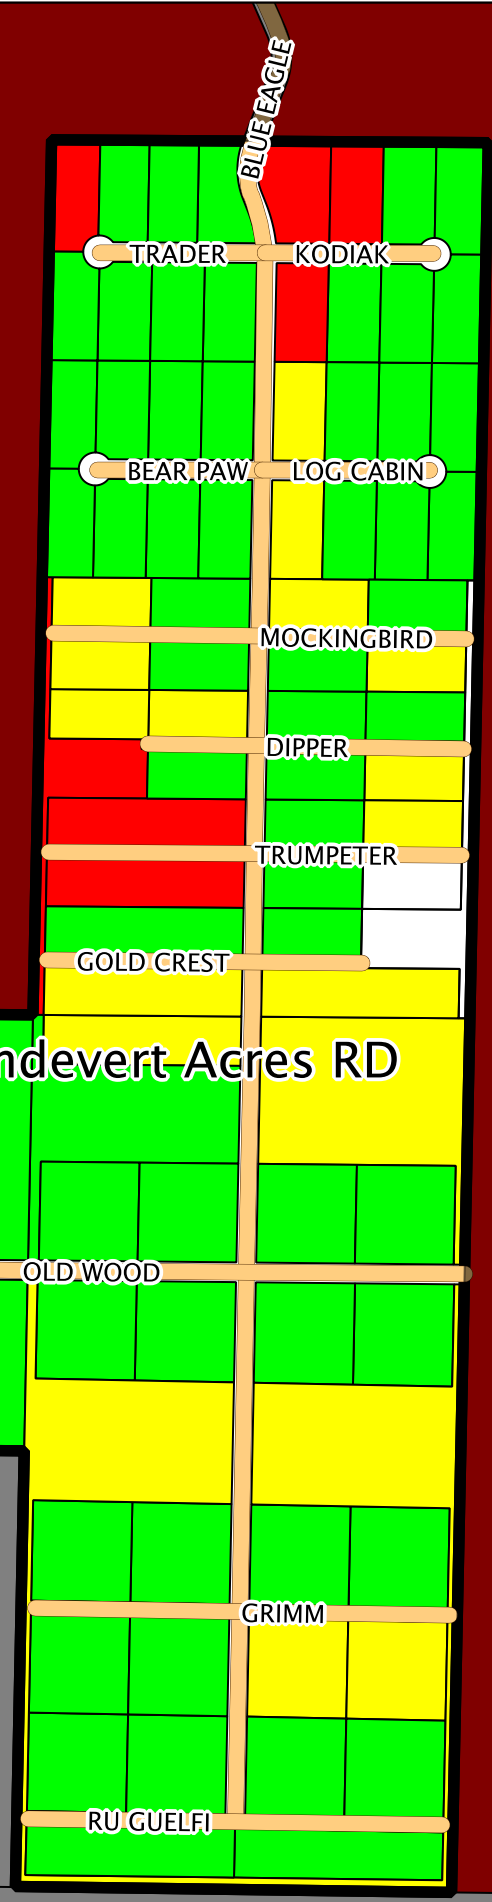 BLUE EAGLE
TRADER
KODIAK
BEAR PAW
LOG CABIN
MOCKINGBIRD
DIPPER
TRUMPETER
GOLD CREST
ndevert Acres RD
OLD WOOD
GRIMM
RU GUELFI